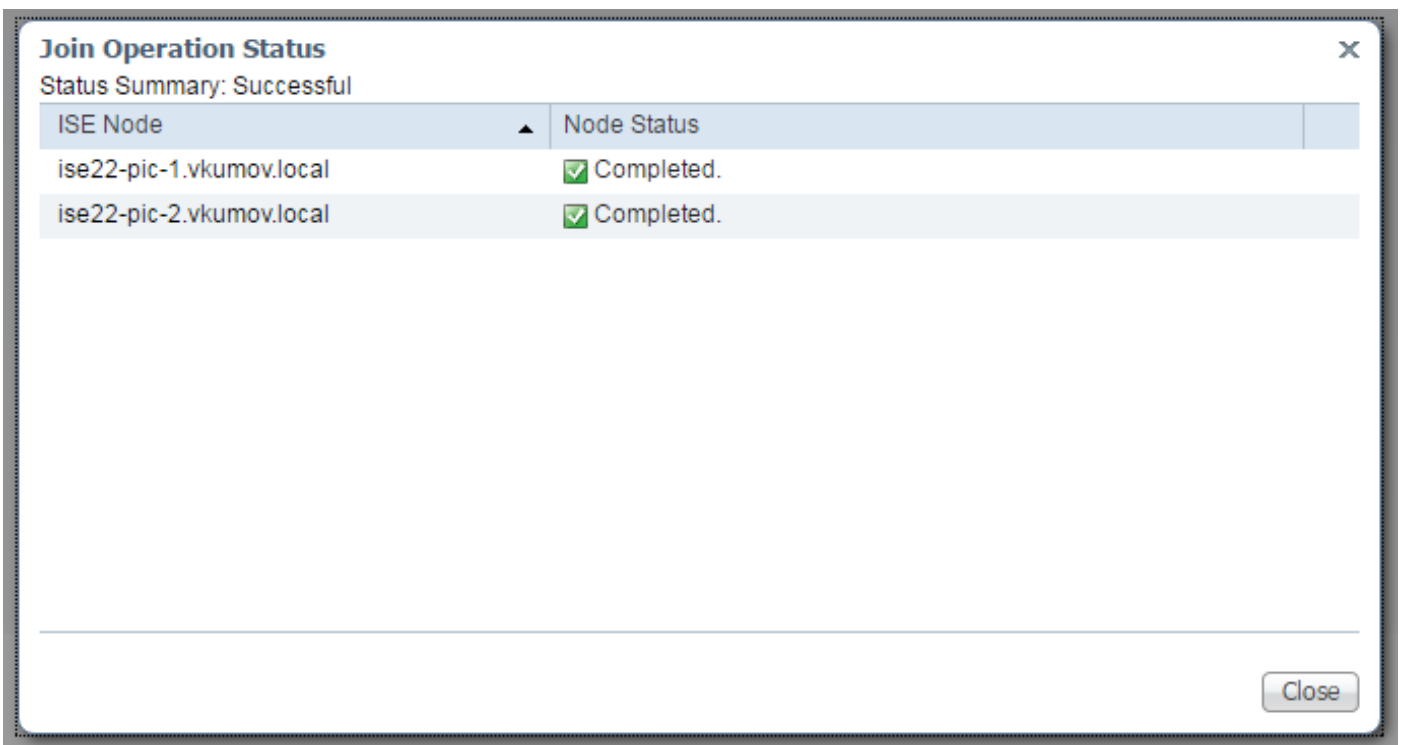 Join Operation Status
Status Summary: Successful
ISE Node Node Status
ise22-pic-1.vkumov.local Completed.
ise22-pic-2.vkumov.local Completed.
Close